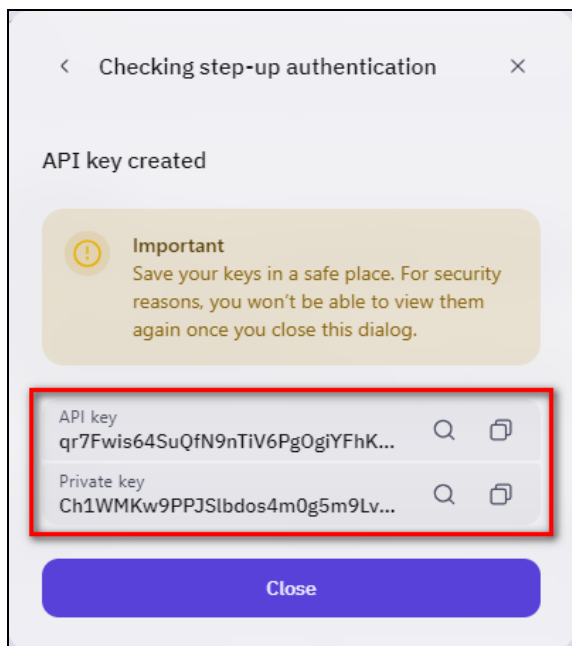 Checking step-up authentication
API key created
Important
Save your keys in a safe place. For security
reasons, you won't be able to view them
again once you close this dialog.
API key
qr7Fwis64SuQfN9nTiV6PgOgiYFhK...
Private key
Ch1WMKw9PPJSlbdos4m0g5m9Lv...
Close